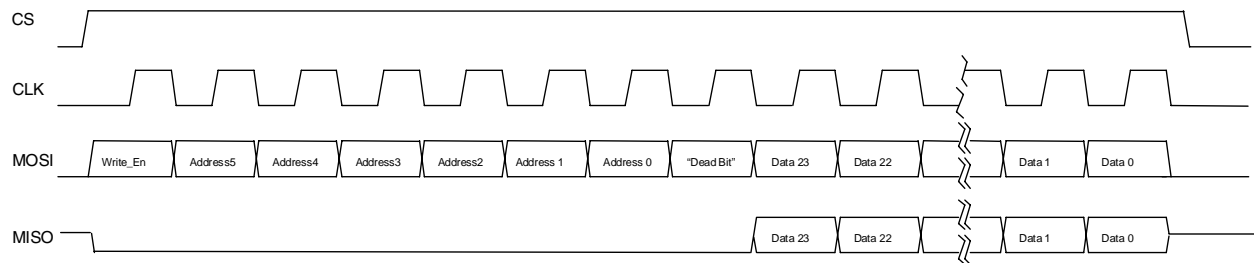 CS
CLK
MOSI Write_En Address5 Address4 Address3 Address2 Address 1 Address 0 “Dead Bit” Data 23 Data 22 Data 1 Data 0
MISO Data 23 Data 22 Data 1 Data 0